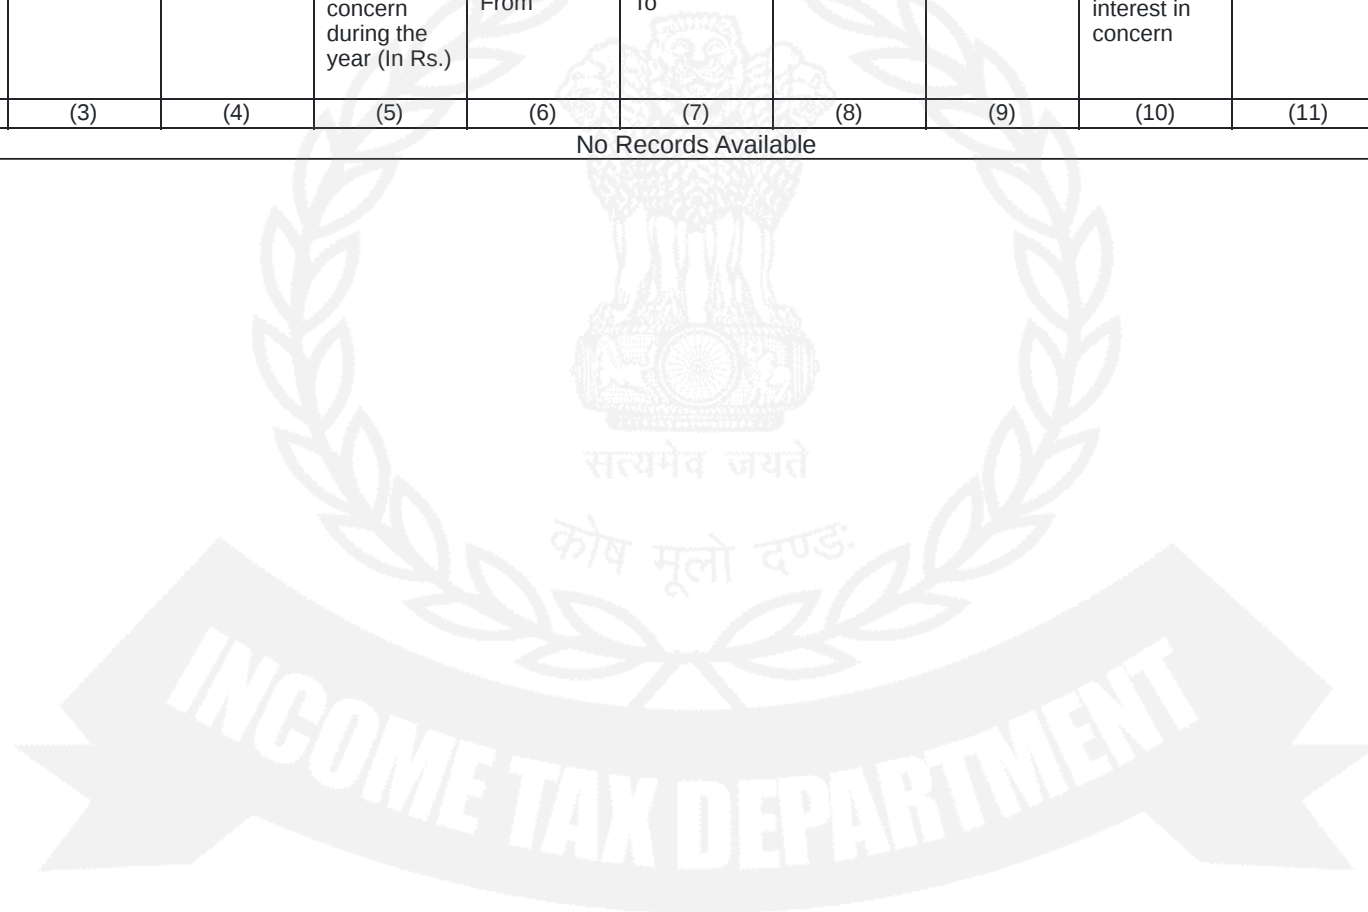 concern
during the
year (In Rs.)
From
To
interest in
concern
(3) (4) (5) (6) (7) (8) (9) (10) (11)
No Records Available
सत्यमेव जयते
कोष मूलो दण्डः
INCOME TAX DEPARTMENT